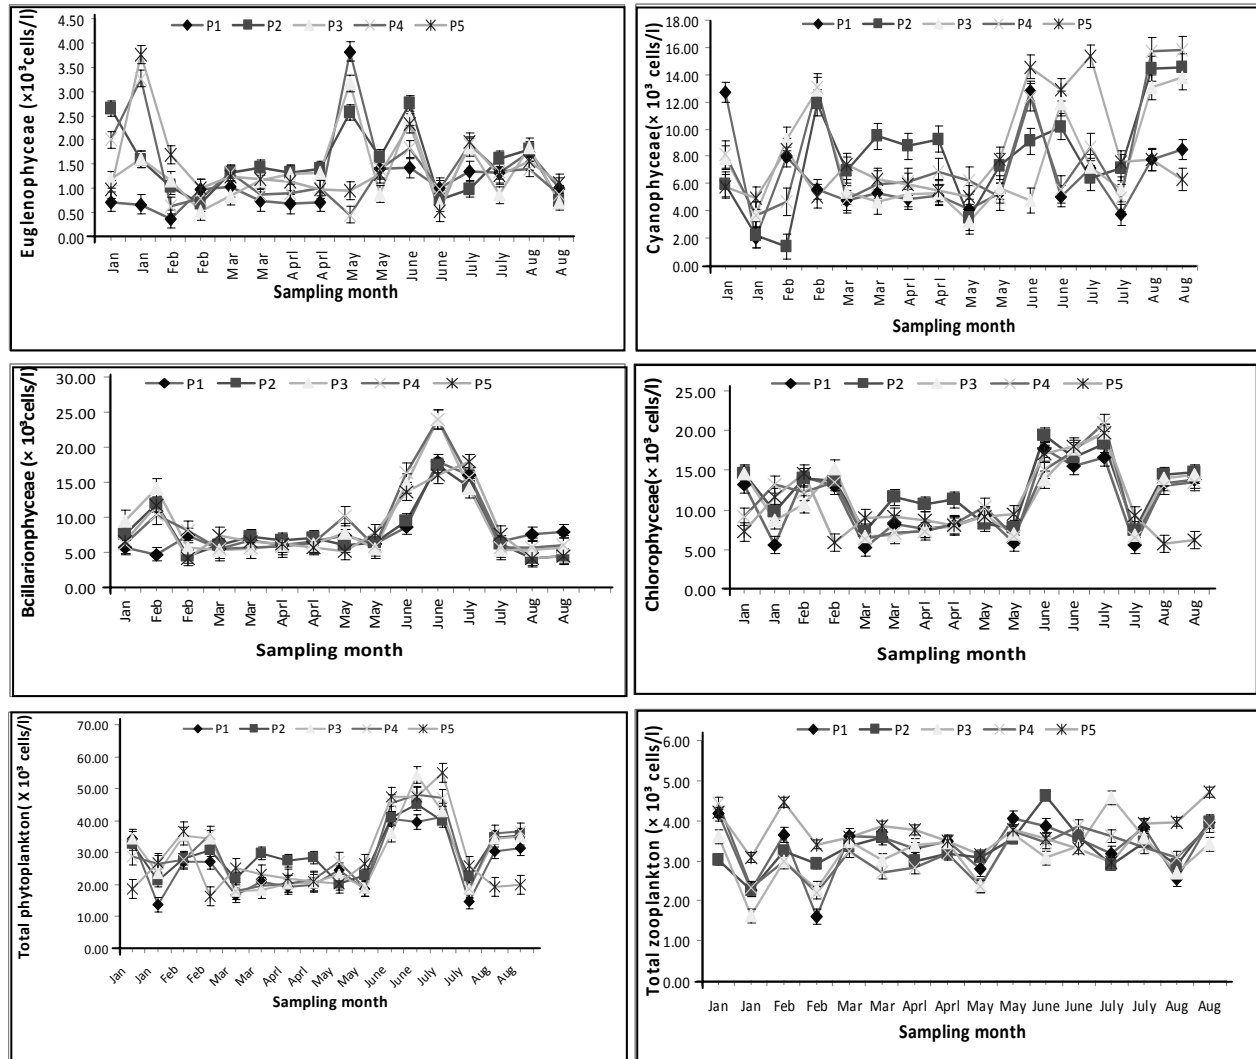 P1 P2 P3 P4 P5
Euglenophyceae (×10³cells/l)
4.50
4.00
3.50
3.00
2.50
2.00
1.50
1.00
0.50
0.00
Jan Jan Feb Feb Mar Mar Aprl Aprl May May June June July July Aug Aug
Sampling month
P1 P2 P3 P4 P5
Cyanophyceae(× 10³ cells/l)
18.00
16.00
14.00
12.00
10.00
8.00
6.00
4.00
2.00
0.00
Jan Jan Feb Feb Mar Mar Aprl Aprl May May June June July July Aug Aug
Sampling month
P1 P2 P3 P4 P5
Bcillarionphyceae (× 10³cells/l)
30.00
25.00
20.00
15.00
10.00
5.00
0.00
Jan Feb Feb Mar Mar Aprl Aprl May May June June July July Aug Aug
Sampling month
P1 P2 P3 P4 P5
Chlorophyceae(× 10³ cells/l)
25.00
20.00
15.00
10.00
5.00
0.00
Jan Jan Feb Feb Mar Mar Aprl Aprl May May June June July July Aug Aug
Sampling month
P1 P2 P3 P4 P5
Total phytoplankton( X 10³ cells/l)
70.00
60.00
50.00
40.00
30.00
20.00
10.00
0.00
Jan Jan Feb Feb Mar Mar Aprl Aprl May May June June July July Aug Aug
Sampling month
P1 P2 P3 P4 P5
Total zooplankton (× 10³ cells/l)
6.00
5.00
4.00
3.00
2.00
1.00
0.00
Jan Jan Feb Feb Mar Mar Aprl Aprl May May June June July July Aug Aug
Sampling month